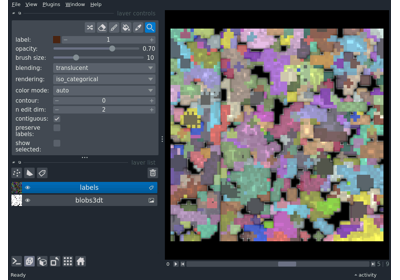 File View Plugins Window Help
layer controls
label: 1
opacity: 0.70
brush size: 10
blending: translucent
rendering: iso_categorical
color mode: auto
contour: 0
n edit dim: 2
contiguous:
preserve labels:
show selected:
layer list
labels
blobs3dt
Ready
activity